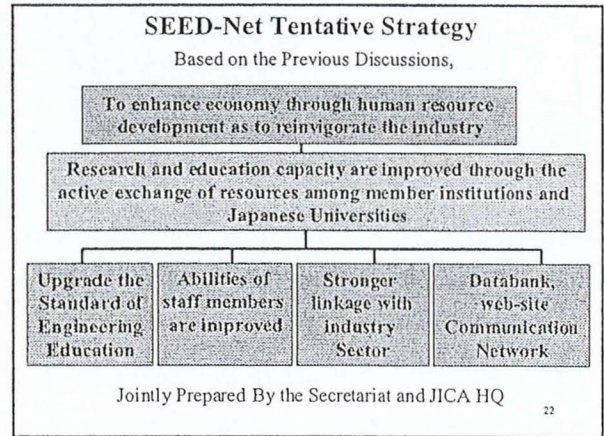 SEED-Net Tentative Strategy
Based on the Previous Discussions,
To enhance economy through human resource
development as to reinvigorate the industry
Research and education capacity are improved through the
active exchange of resources among member institutions and
Japanese Universities
Upgrade the
Standard of
Engineering
Education
Abilities of
staff members
are improved
Stronger
linkage with
industry
Sector
Databank,
web-site
Communication
Network
Jointly Prepared By the Secretariat and JICA HQ
22